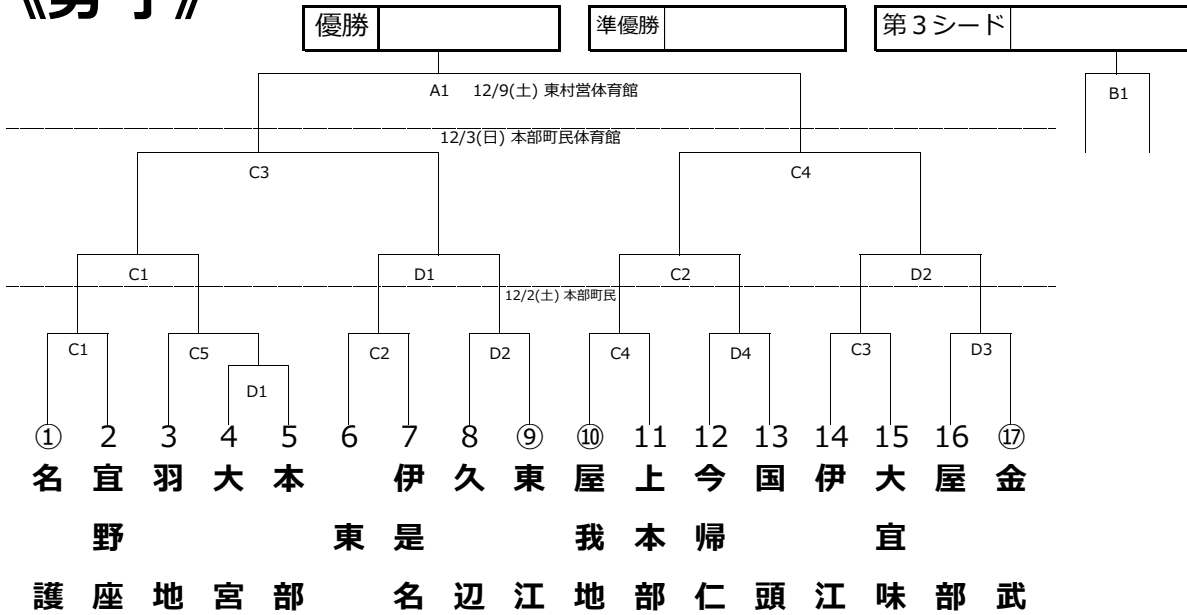 《男子》
優勝
準優勝
第3シード
A1 12/9(土) 東村営体育館
B1
12/3(日) 本部町民体育館
C3 C4
C1 D1 C2 D2
12/2(土) 本部町民
C1 C5 C2 D2 C4 D4 C3 D3
D1
① 2 3 4 5 6 7 8 ⑨ ⑩ 11 12 13 14 15 16 ⑰
名護
宜野座
羽地
大宮
本部
東
伊是名
久辺
東江
屋我地
上本部
今帰仁
国頭
伊江
大宜味
屋部
金武